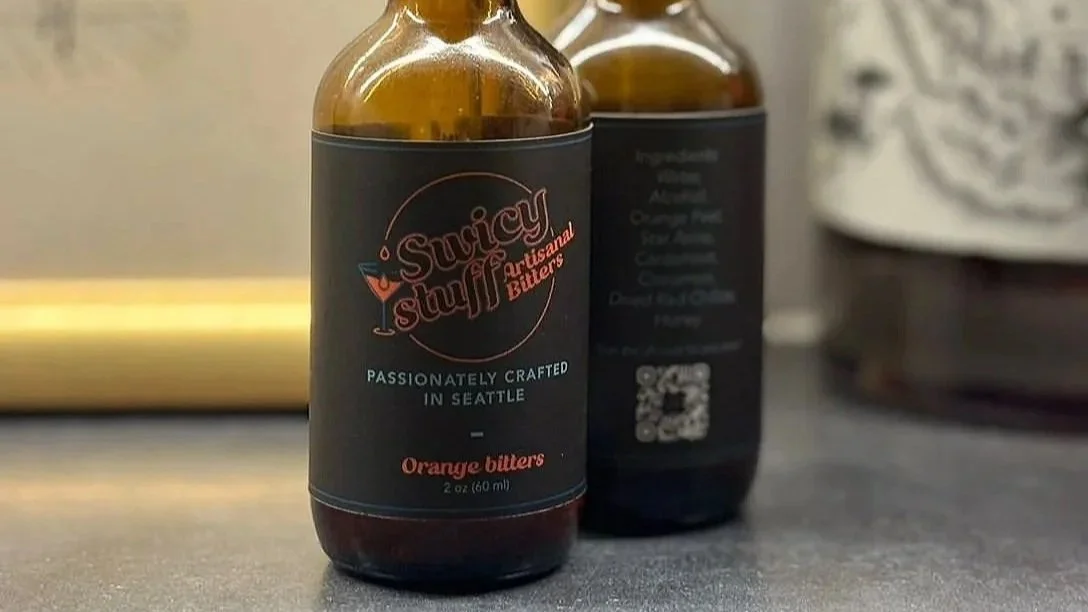 Swicy
stuff
Artisanal
Bitters
PASSIONATELY CRAFTED
IN SEATTLE
Orange bitters
2 oz (60 ml)
Ingredients
Water,
Alcohol,
Orange Peel,
Star Anise,
Cardamom,
Cinnamon,
Dried Red Chillies
Honey